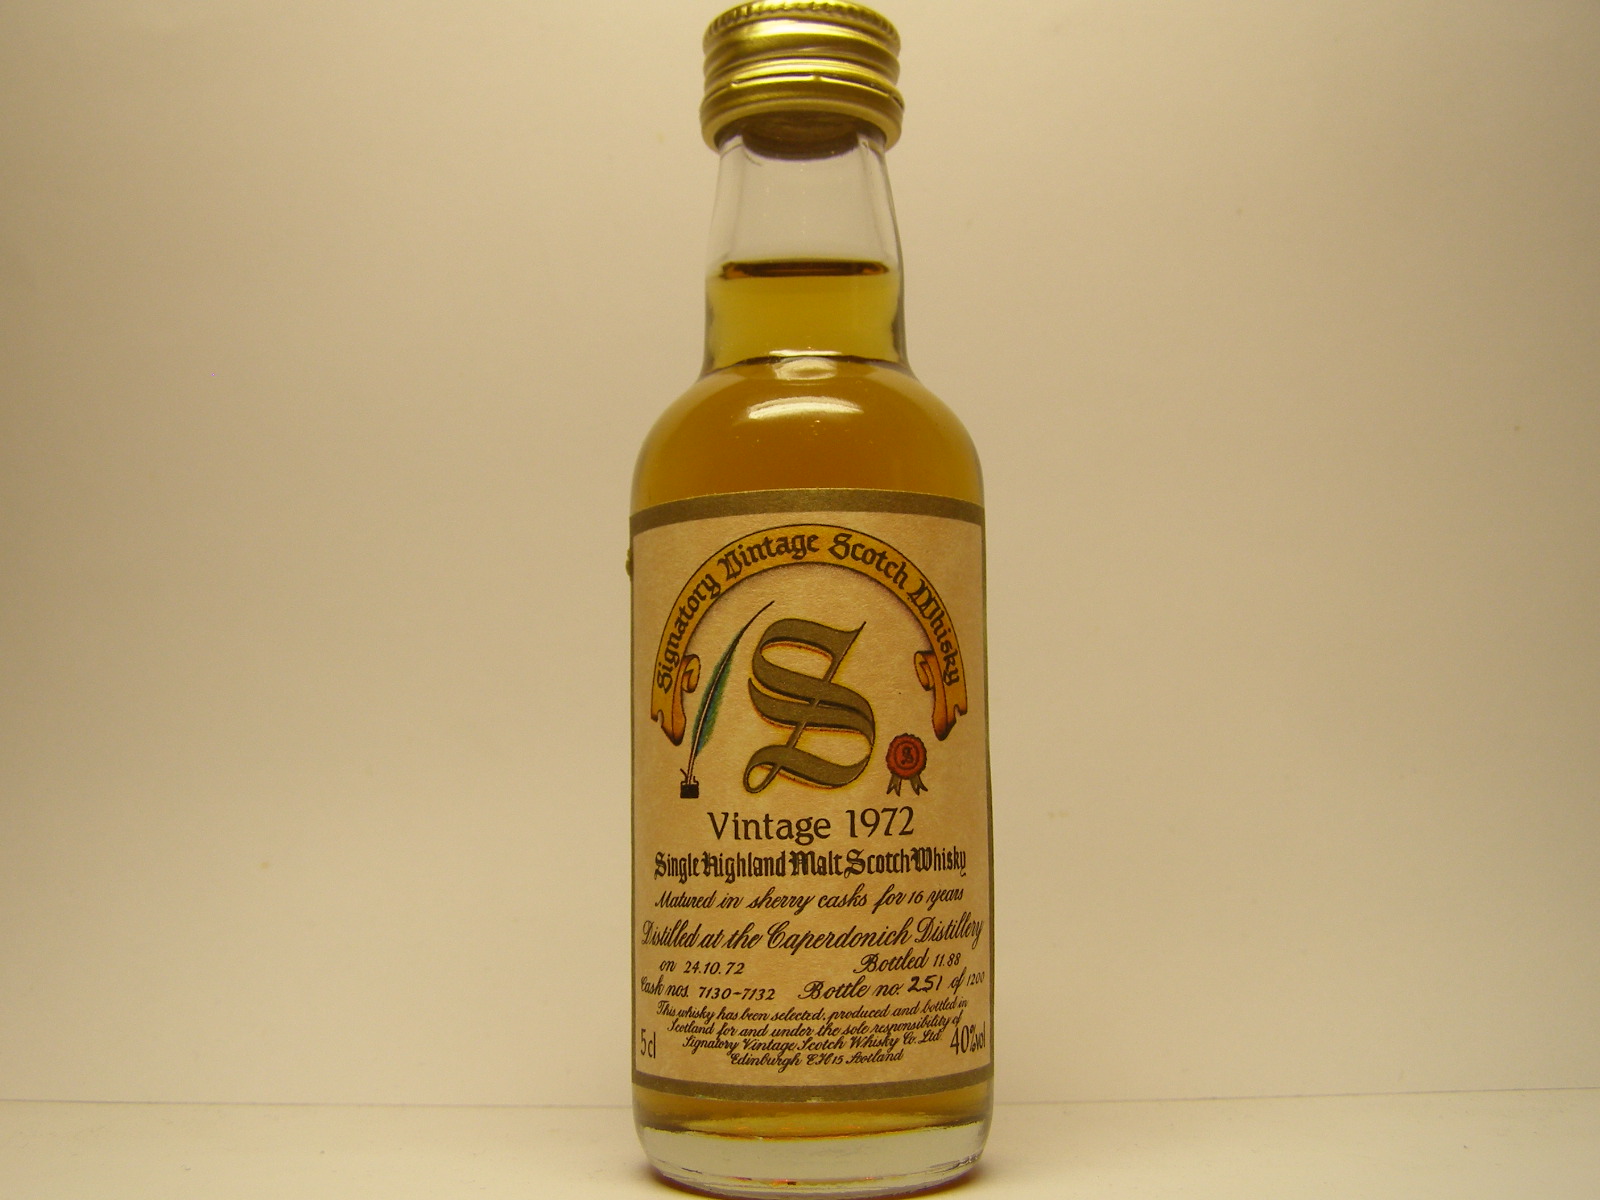 Signatory Vintage Scotch Whisky
S
S
Vintage 1972
Single Highland Malt Scotch Whisky
Matured in sherry casks for 16 years
Distilled at the Caperdonich Distillery
on 24.10.72 Bottled 11.88
Cask nos. 7130-7132 Bottle no. 251 of 1200
This whisky has been selected, produced and bottled in
Scotland for and under the sole responsibility of
Signatory Vintage Scotch Whisky Co. Ltd.
Edinburgh EH15 Scotland
5cl 40%vol